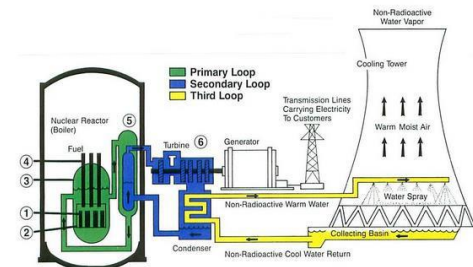 Non-Radioactive
Water Vapor
Cooling Tower
Primary Loop
Secondary Loop
Third Loop
Nuclear Reactor
(Boiler)
Fuel
④
③
①
②
⑤
Turbine
⑥
Generator
Transmission Lines
Carrying Electricity
To Customers
Warm Moist Air
Non-Radioactive Warm Water
Water Spray
Condenser
Collecting Basin
Non-Radioactive Cool Water Return